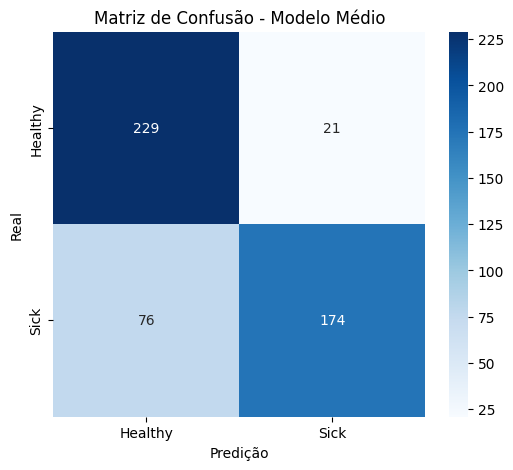 Matriz de Confusão - Modelo Médio
Real
Healthy
229
21
Sick
76
174
Healthy
Sick
Predição
225
200
175
150
125
100
75
50
25